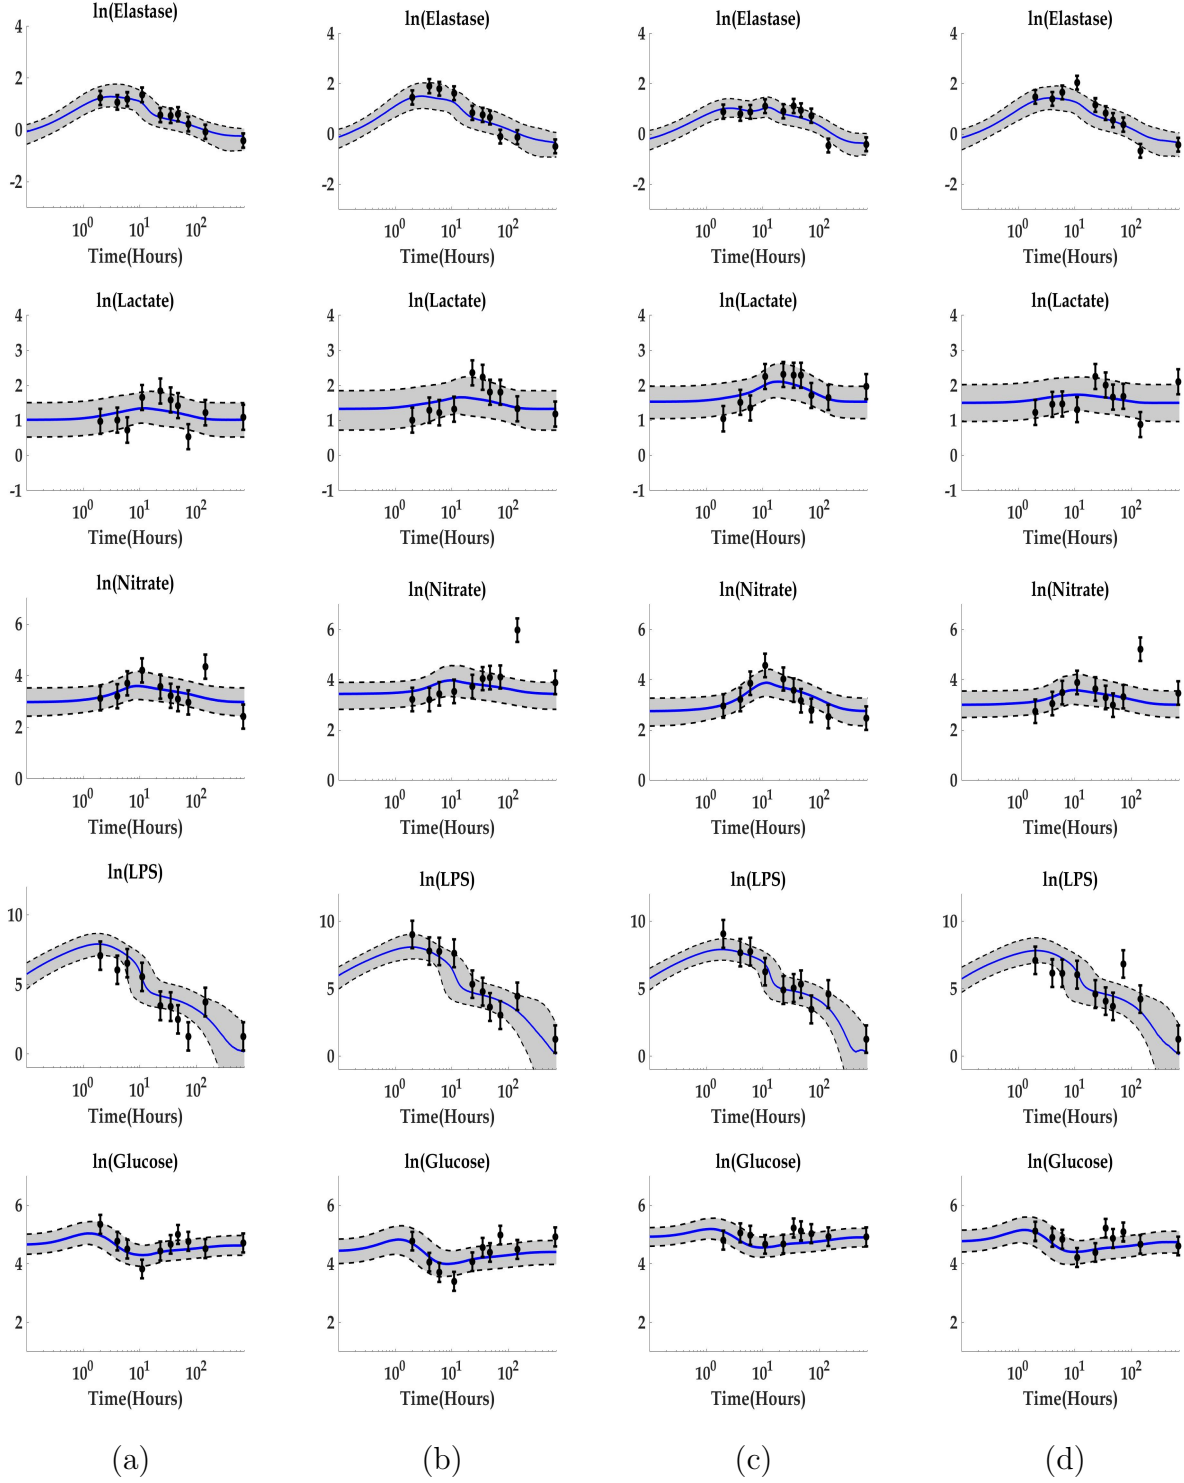 ln(Elastase) ln(Elastase) ln(Elastase) ln(Elastase)
4 4 4 4
2 2 2 2
0 0 0 0
-2 -2 -2 -2
10^0 10^1 10^2 10^0 10^1 10^2 10^0 10^1 10^2 10^0 10^1 10^2
Time(Hours) Time(Hours) Time(Hours) Time(Hours)
ln(Lactate) ln(Lactate) ln(Lactate) ln(Lactate)
4 4 4 4
3 3 3 3
2 2 2 2
1 1 1 1
0 0 0 0
-1 -1 -1 -1
10^0 10^1 10^2 10^0 10^1 10^2 10^0 10^1 10^2 10^0 10^1 10^2
Time(Hours) Time(Hours) Time(Hours) Time(Hours)
ln(Nitrate) ln(Nitrate) ln(Nitrate) ln(Nitrate)
6 6 6 6
4 4 4 4
2 2 2 2
0 0 0 0
10^0 10^1 10^2 10^0 10^1 10^2 10^0 10^1 10^2 10^0 10^1 10^2
Time(Hours) Time(Hours) Time(Hours) Time(Hours)
ln(LPS) ln(LPS) ln(LPS) ln(LPS)
10 10 10 10
5 5 5 5
0 0 0 0
10^0 10^1 10^2 10^0 10^1 10^2 10^0 10^1 10^2 10^0 10^1 10^2
Time(Hours) Time(Hours) Time(Hours) Time(Hours)
ln(Glucose) ln(Glucose) ln(Glucose) ln(Glucose)
6 6 6 6
4 4 4 4
2 2 2 2
10^0 10^1 10^2 10^0 10^1 10^2 10^0 10^1 10^2 10^0 10^1 10^2
Time(Hours) Time(Hours) Time(Hours) Time(Hours)
(a) (b) (c) (d)